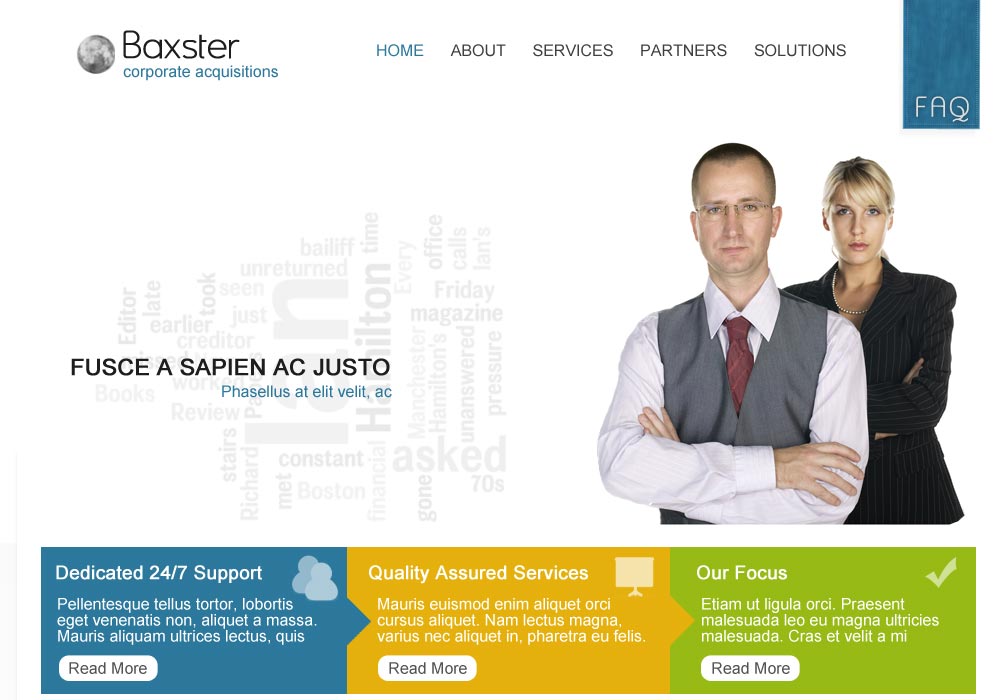 Baxster
corporate acquisitions
HOME ABOUT SERVICES PARTNERS SOLUTIONS
FAQ
bailiff
time
office
calls
Ian's
unreturned
Every
seen
took
Friday
Editor
late
just
Ian
Hamilton
magazine
earlier
creditor
Manchester
Hamilton's
unanswered
pressure
FUSCE A SAPIEN AC JUSTO
Phasellus at elit velit, ac
Books
Review
stairs
Richard
met
constant
Boston
financial
asked
gone
70s
Dedicated 24/7 Support
Pellentesque tellus tortor, lobortis
eget venenatis non, aliquet a massa.
Mauris aliquam ultrices lectus, quis
Read More
Quality Assured Services
Mauris euismod enim aliquet orci
cursus aliquet. Nam lectus magna,
varius nec aliquet in, pharetra eu felis.
Read More
Our Focus
Etiam ut ligula orci. Praesent
malesuada leo eu magna ultricies
malesuada. Cras et velit a mi
Read More